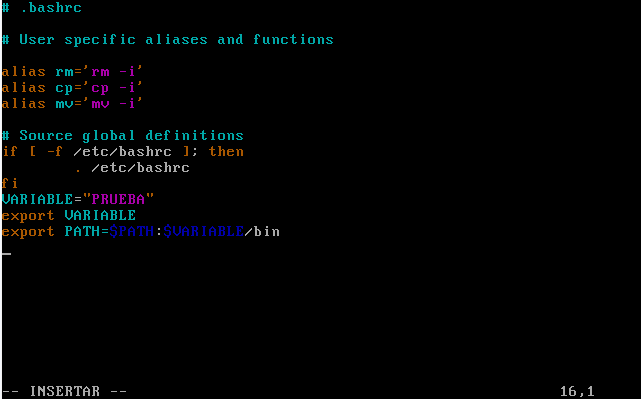 # .bashrc
# User specific aliases and functions
alias rm='rm -i'
alias cp='cp -i'
alias mv='mv -i'
# Source global definitions
if [ -f /etc/bashrc ]; then
        . /etc/bashrc
fi
VARIABLE="PRUEBA"
export VARIABLE
export PATH=$PATH:$VARIABLE/bin
-- INSERTAR -- 16,1